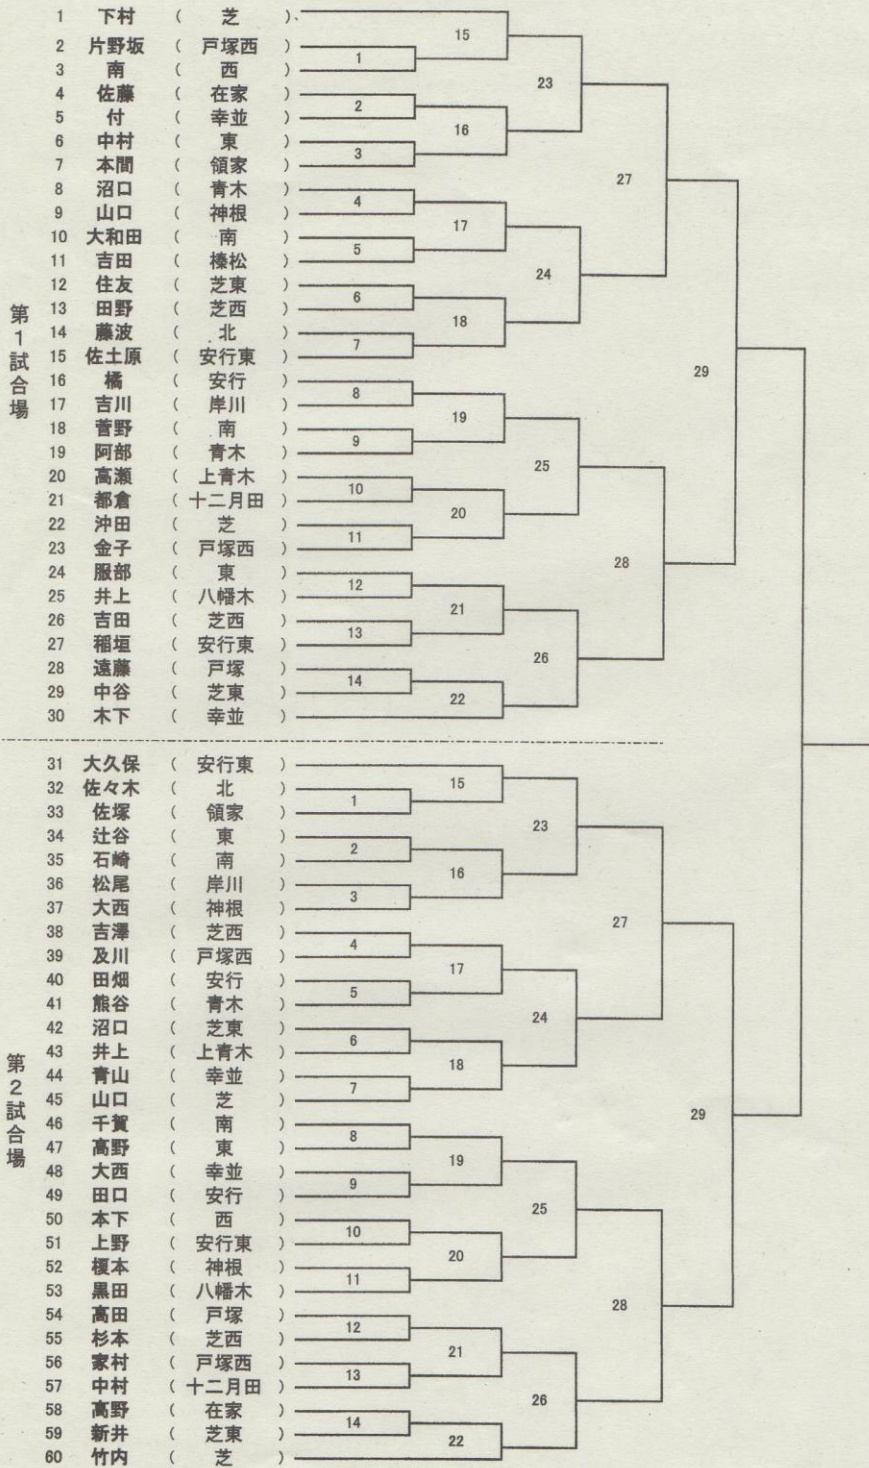 第1試合場
1 下村 ( 芝 )
15
2 片野坂 ( 戸塚西 )
1
3 南 ( 西 )
23
4 佐藤 ( 在家 )
2
5 付 ( 幸並 )
16
6 中村 ( 東 )
3
7 本間 ( 領家 )
27
8 沼口 ( 青木 )
4
9 山口 ( 神根 )
17
10 大和田 ( 南 )
5
11 吉田 ( 榛松 )
24
12 住友 ( 芝東 )
6
13 田野 ( 芝西 )
18
14 藤波 ( 北 )
7
15 佐土原 ( 安行東 )
29
16 橘 ( 安行 )
8
17 吉川 ( 岸川 )
19
18 菅野 ( 南 )
9
19 阿部 ( 青木 )
25
20 高瀬 ( 上青木 )
10
21 都倉 ( 十二月田 )
20
22 沖田 ( 芝 )
11
23 金子 ( 戸塚西 )
28
24 服部 ( 東 )
12
25 井上 ( 八幡木 )
21
26 吉田 ( 芝西 )
13
27 稲垣 ( 安行東 )
26
28 遠藤 ( 戸塚 )
14
29 中谷 ( 芝東 )
22
30 木下 ( 幸並 )
第2試合場
31 大久保 ( 安行東 )
15
32 佐々木 ( 北 )
1
33 佐塚 ( 領家 )
23
34 辻谷 ( 東 )
2
35 石崎 ( 南 )
16
36 松尾 ( 岸川 )
3
37 大西 ( 神根 )
27
38 吉澤 ( 芝西 )
4
39 及川 ( 戸塚西 )
17
40 田畑 ( 安行 )
5
41 熊谷 ( 青木 )
24
42 沼口 ( 芝東 )
6
43 井上 ( 上青木 )
18
44 青山 ( 幸並 )
7
45 山口 ( 芝 )
29
46 千賀 ( 南 )
8
47 高野 ( 東 )
19
48 大西 ( 幸並 )
9
49 田口 ( 安行 )
25
50 本下 ( 西 )
10
51 上野 ( 安行東 )
20
52 榎本 ( 神根 )
11
53 黒田 ( 八幡木 )
28
54 高田 ( 戸塚 )
12
55 杉本 ( 芝西 )
21
56 家村 ( 戸塚西 )
13
57 中村 ( 十二月田 )
26
58 高野 ( 在家 )
14
59 新井 ( 芝東 )
22
60 竹内 ( 芝 )